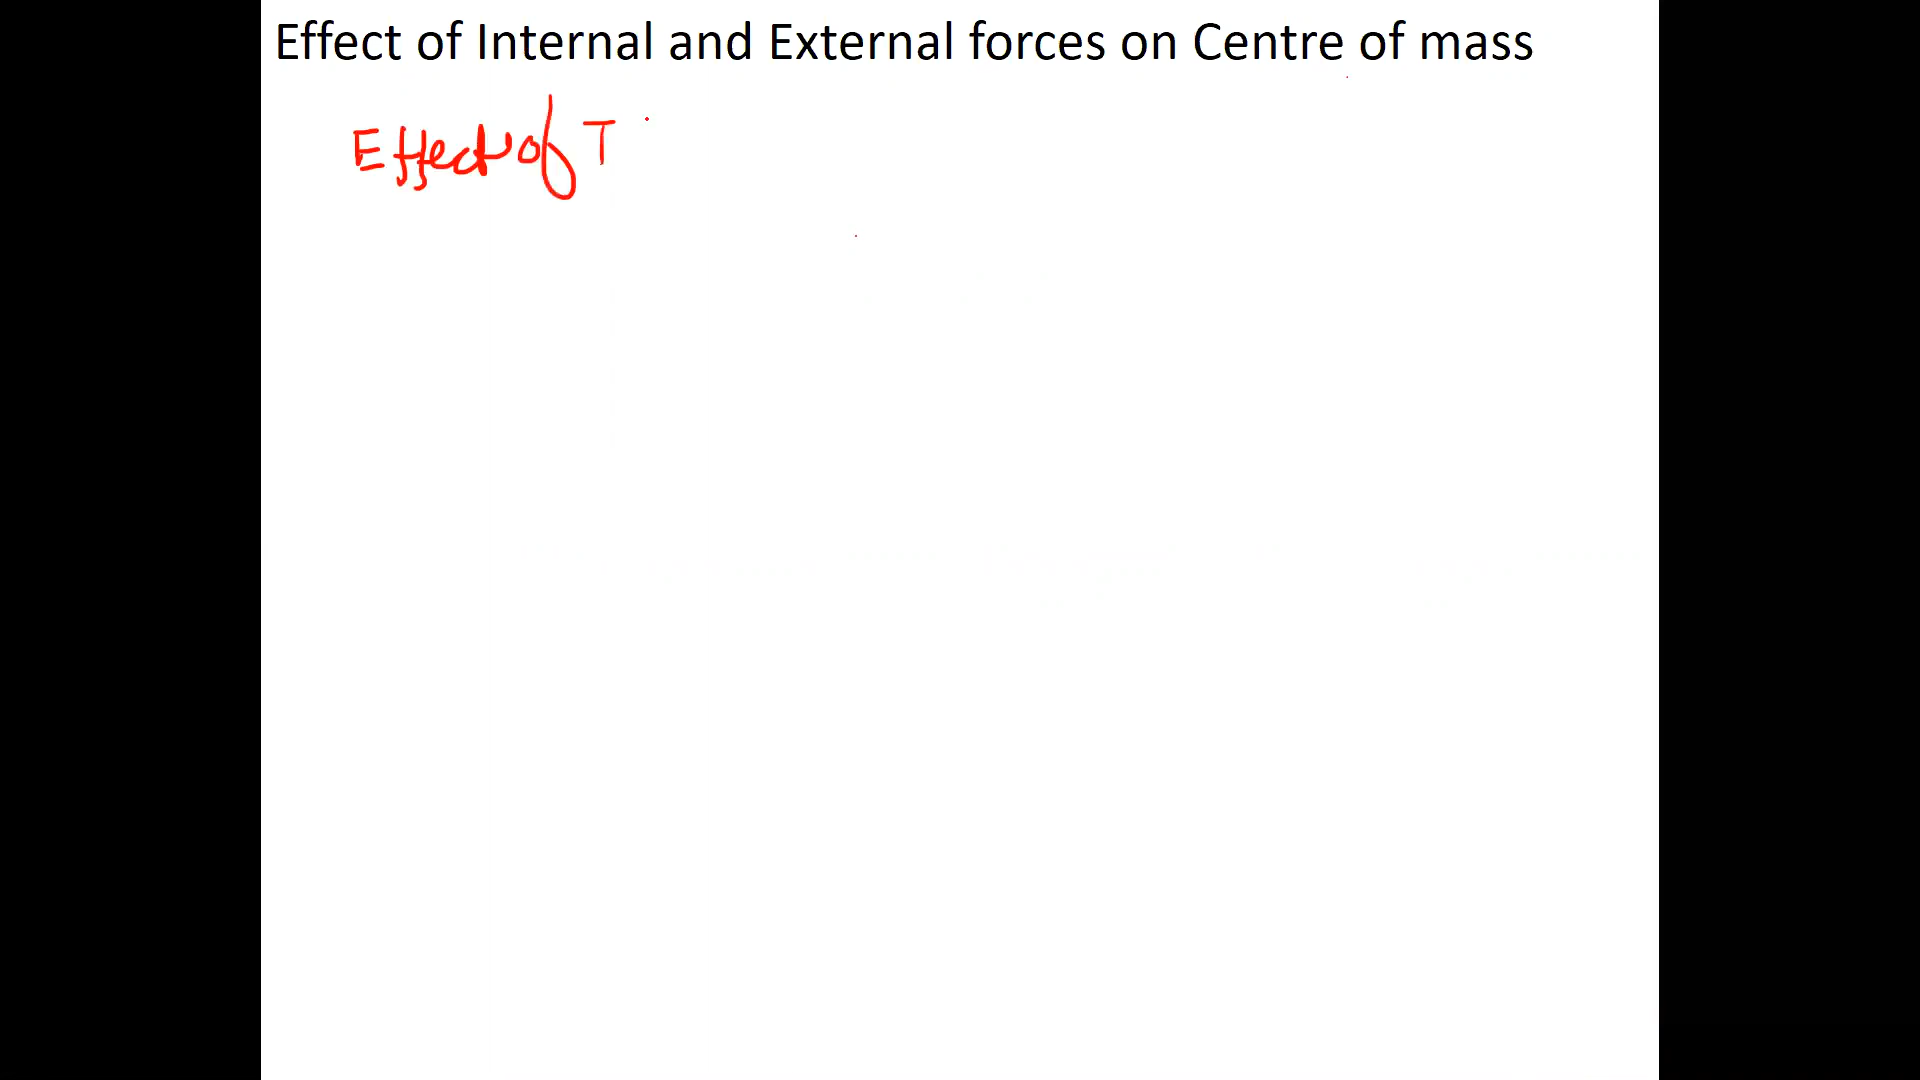 Effect of Internal and External forces on Centre of mass
Effect of T